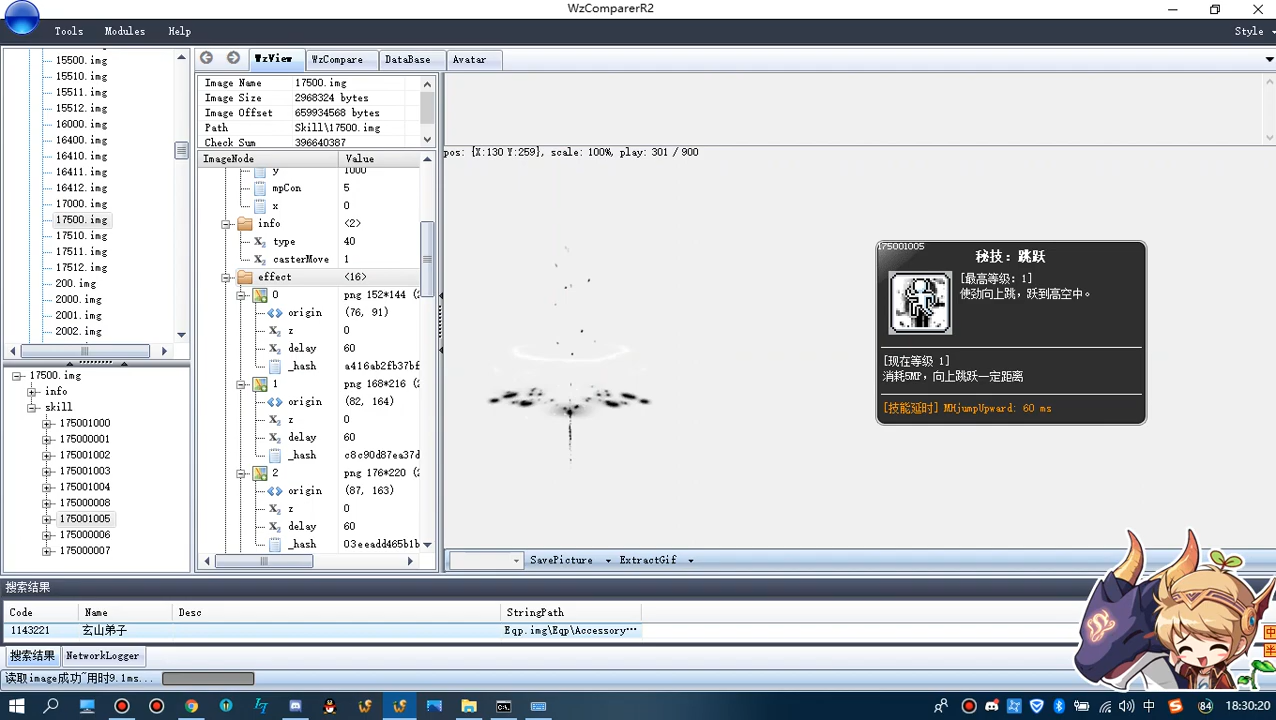 WzComparerR2
Tools Modules Help Style
15500.img
15510.img
15511.img
15512.img
16000.img
16400.img
16410.img
16411.img
16412.img
17000.img
17500.img
17510.img
17511.img
17512.img
200.img
2000.img
2001.img
2002.img
17500.img
info
skill
175001000
175000001
175001002
175001003
175001004
175000008
175001005
175000006
175000007
WzView WzCompare DataBase Avatar
Image Name 17500.img
Image Size 2968324 bytes
Image Offset 659934568 bytes
Path Skill\17500.img
Check Sum 396640387
ImageNode Value
y 1000
mpCon 5
x 0
info <2>
type 40
casterMove 1
effect <16>
0 png 152*144 (2
origin (76, 91)
z 0
delay 60
_hash a416ab2fb37bf
1 png 168*216 (2
origin (82, 164)
z 0
delay 60
_hash c8c90d87ea37d
2 png 176*220 (2
origin (87, 163)
z 0
delay 60
_hash 03eeadd465b1b
pos: {X:130 Y:259}, scale: 100%, play: 301 / 900
175001005
秘技：跳跃
[最高等级：1]
使劲向上跳，跃到高空中。
[现在等级 1]
消耗5MP，向上跳跃一定距离
[技能延时] MHjumpUpward: 60 ms
SavePicture ExtractGif
搜索结果
Code Name Desc StringPath
1143221 玄山弟子 Eqp.img\Eqp\Accessory…
搜索结果 NetworkLogger
读取image成功~用时9.1ms...
中
半
中 84 18:30:20